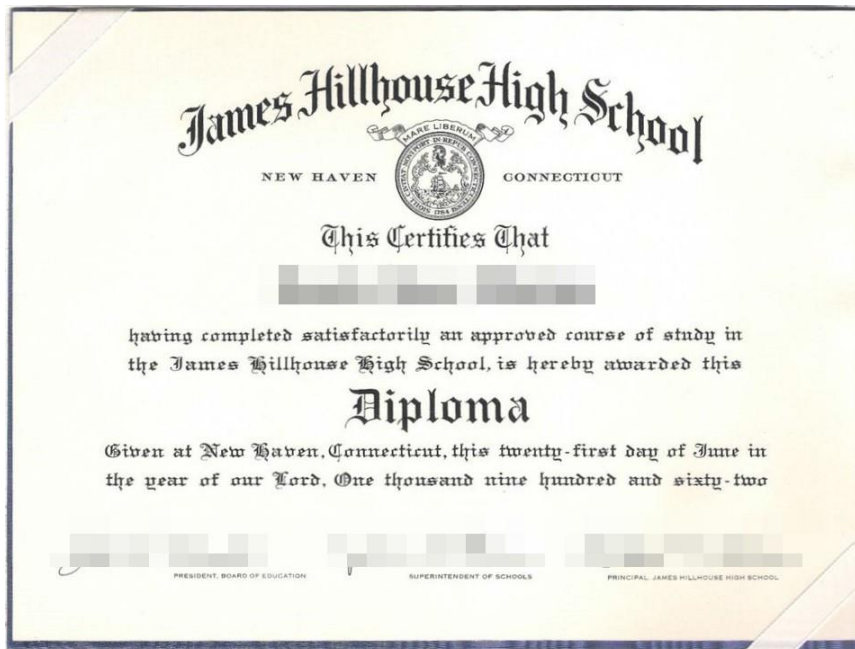 James Hillhouse High School
MARE LIBERUM
NEW HAVEN CONNECTICUT
1784
This Certifies That
having completed satisfactorily an approved course of study in
the James Hillhouse High School, is hereby awarded this
Diploma
Given at New Haven, Connecticut, this twenty-first day of June in
the year of our Lord, One thousand nine hundred and sixty-two
PRESIDENT, BOARD OF EDUCATION SUPERINTENDENT OF SCHOOLS PRINCIPAL, JAMES HILLHOUSE HIGH SCHOOL